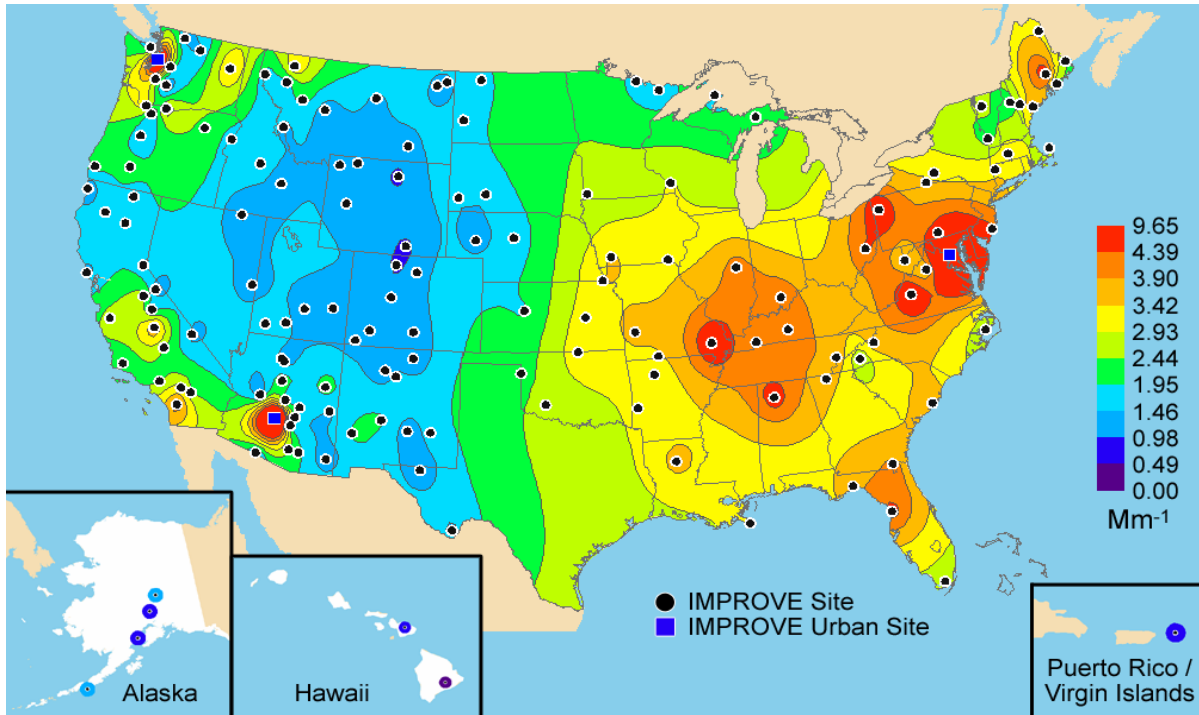 9.65
4.39
3.90
3.42
2.93
2.44
1.95
1.46
0.98
0.49
0.00
Mm-1
IMPROVE Site
IMPROVE Urban Site
Alaska
Hawaii
Puerto Rico /
Virgin Islands